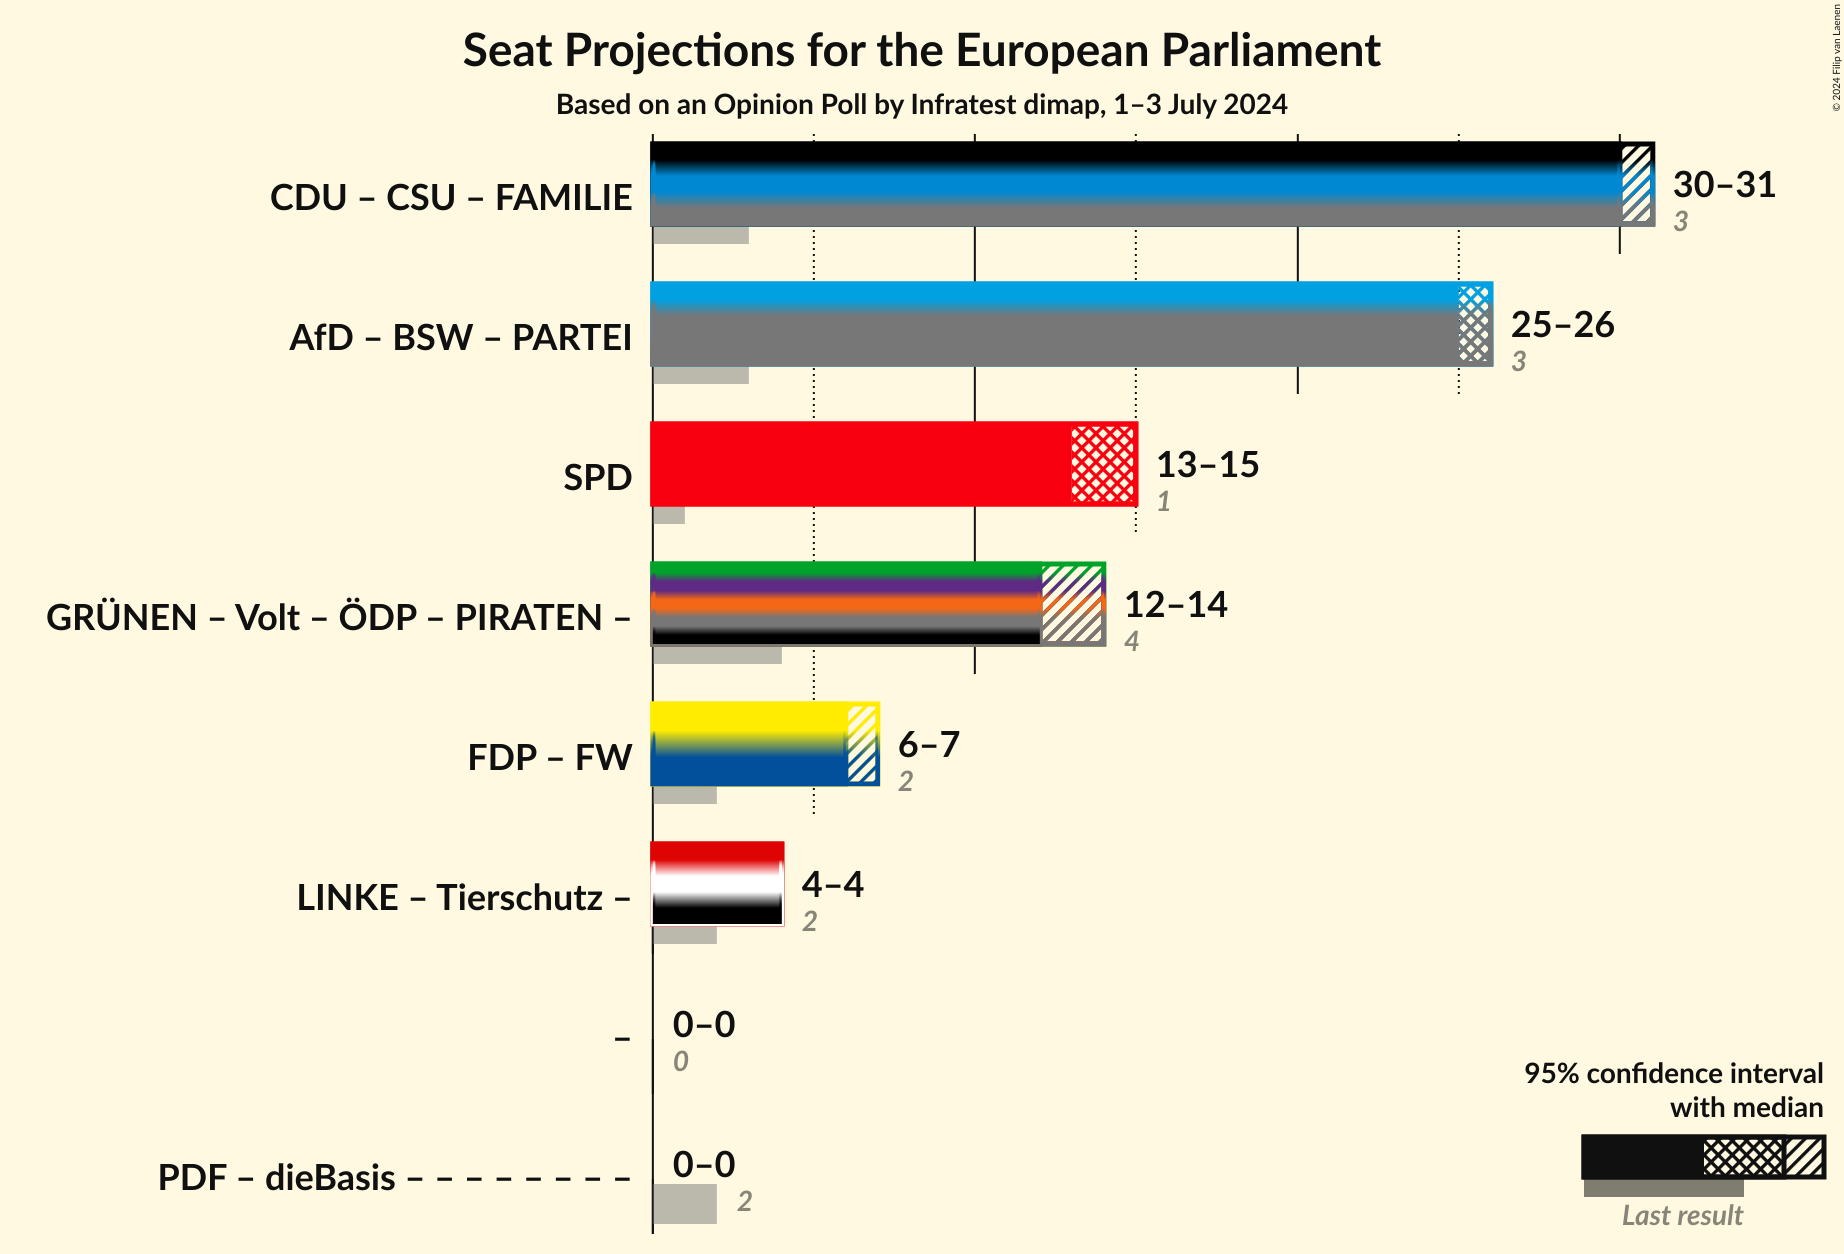 Seat Projections for the European Parliament
Based on an Opinion Poll by Infratest dimap, 1–3 July 2024
© 2024 Filip van Laenen
CDU – CSU – FAMILIE
30–31
3
AfD – BSW – PARTEI
25–26
3
SPD
13–15
1
GRÜNEN – Volt – ÖDP – PIRATEN –
12–14
4
FDP – FW
6–7
2
LINKE – Tierschutz –
4–4
2
–
0–0
0
PDF – dieBasis – – – – – – – –
0–0
2
95% confidence interval
with median
Last result